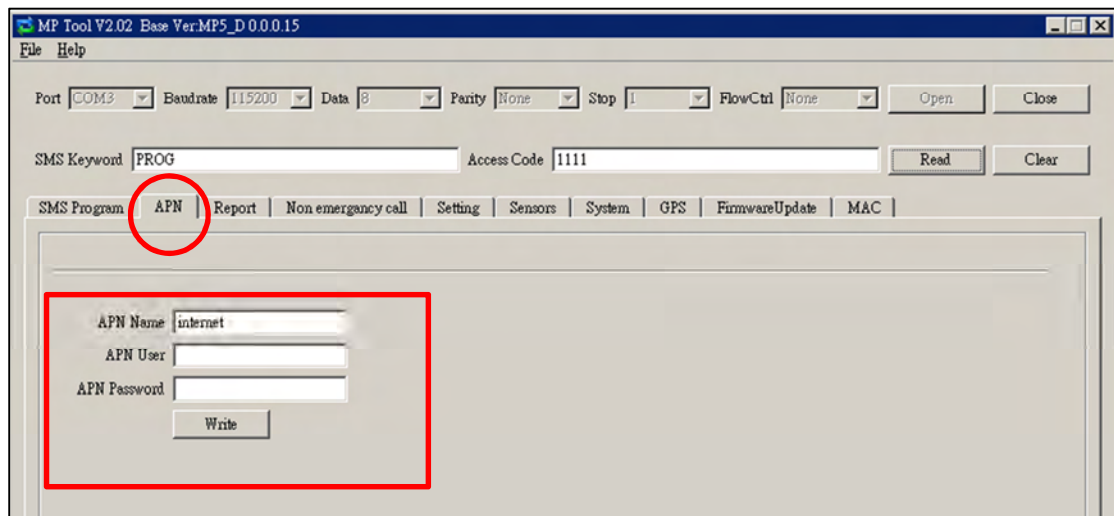 MP Tool V2.02 Base Ver:MP5_D 0.0.0.15
File Help
Port COM3 Baudrate 115200 Data 8 Parity None Stop 1 FlowCtrl None Open Close
SMS Keyword PROG Access Code 1111 Read Clear
SMS Program APN Report Non emergancy call Setting Sensors System GPS FirmwareUpdate MAC
APN Name internet
APN User
APN Password
Write